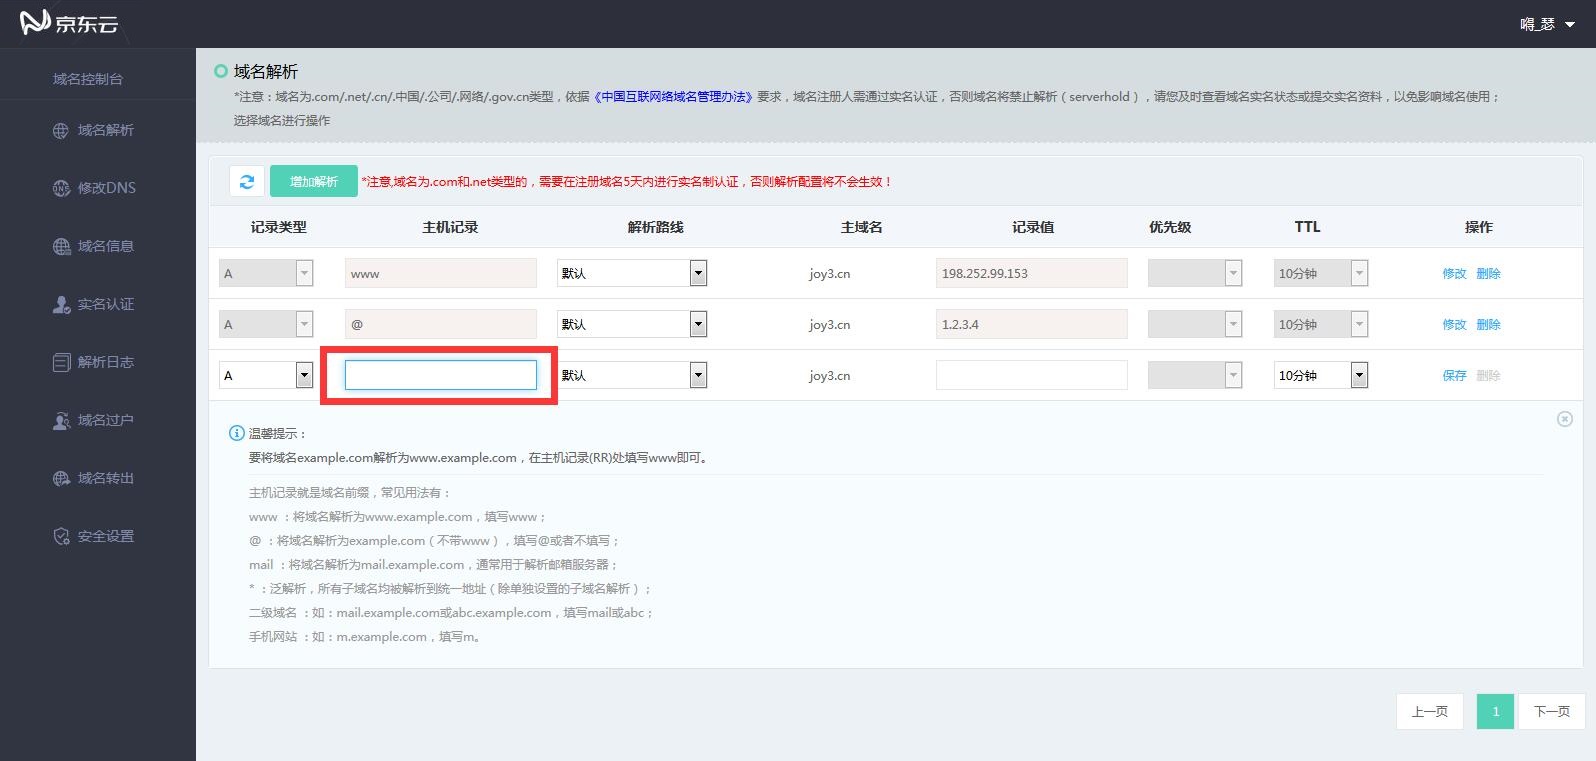 京东云
嘚_瑟
域名控制台
域名解析
修改DNS
域名信息
实名认证
解析日志
域名过户
域名转出
安全设置
域名解析
*注意：域名为.com/.net/.cn/.中国/.公司/.网络/.gov.cn类型，依据《中国互联网络域名管理办法》要求，域名注册人需通过实名认证，否则域名将禁止解析（serverhold），请您及时查看域名实名状态或提交实名资料，以免影响域名使用；
选择域名进行操作
增加解析 *注意,域名为.com和.net类型的，需要在注册域名5天内进行实名制认证，否则解析配置将不会生效！
记录类型 主机记录 解析路线 主域名 记录值 优先级 TTL 操作
A www 默认 joy3.cn 198.252.99.153 10分钟 修改 删除
A @ 默认 joy3.cn 1.2.3.4 10分钟 修改 删除
A 默认 joy3.cn 10分钟 保存 删除
温馨提示：
要将域名example.com解析为www.example.com，在主机记录(RR)处填写www即可。
主机记录就是域名前缀，常见用法有：
www ：将域名解析为www.example.com，填写www；
@ ：将域名解析为example.com（不带www），填写@或者不填写；
mail ：将域名解析为mail.example.com，通常用于解析邮箱服务器；
* ：泛解析，所有子域名均被解析到统一地址（除单独设置的子域名解析）；
二级域名 ：如：mail.example.com或abc.example.com，填写mail或abc；
手机网站 ：如：m.example.com，填写m。
上一页 1 下一页